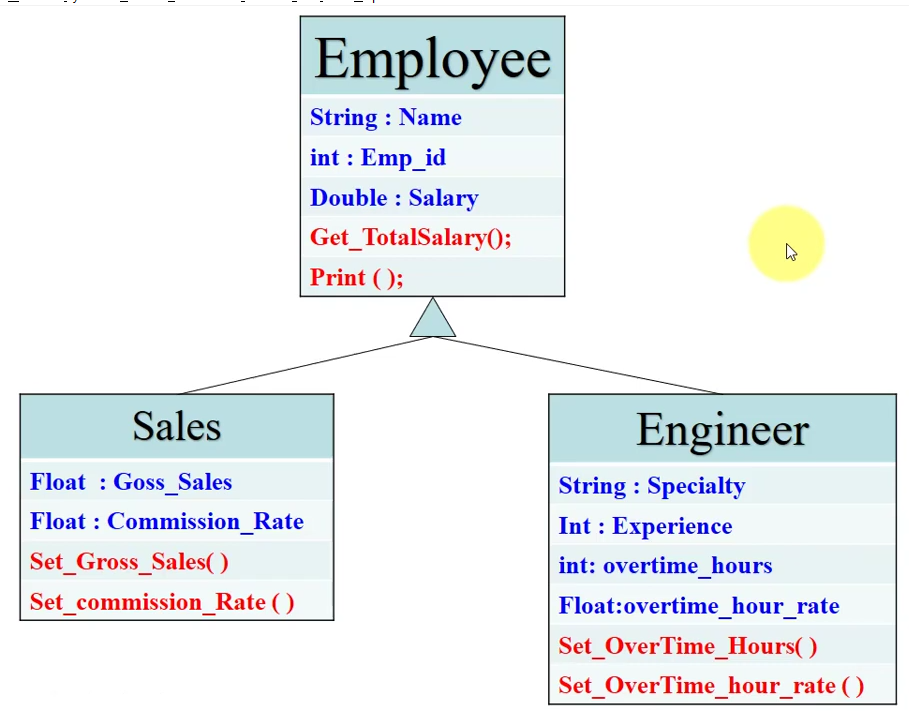 Employee
String : Name
int : Emp_id
Double : Salary
Get_TotalSalary();
Print ( );
Sales
Float  : Goss_Sales
Float : Commission_Rate
Set_Gross_Sales( )
Set_commission_Rate ( )
Engineer
String : Specialty
Int : Experience
int: overtime_hours
Float:overtime_hour_rate
Set_OverTime_Hours( )
Set_OverTime_hour_rate ( )